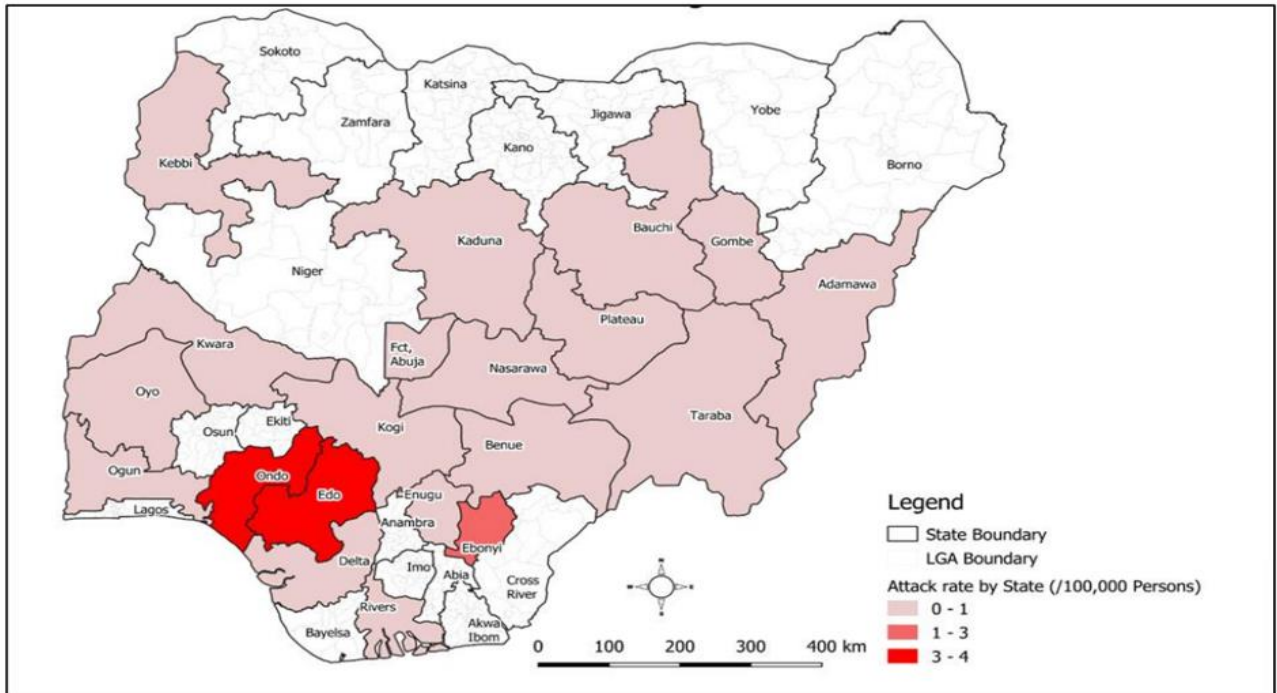 Sokoto
Katsina
Zamfara
Jigawa
Yobe
Kano
Kebbi
Borno
Kaduna
Bauchi
Gombe
Niger
Adamawa
Plateau
Kwara
Fct,
Abuja
Nasarawa
Oyo
Taraba
Osun
Ekiti
Kogi
Benue
Ogun
Ondo
Edo
Enugu
Lagos
Anambra
Ebonyi
Delta
Imo
Abia
Cross
River
Rivers
Bayelsa
Akwa
Ibom
Legend
State Boundary
LGA Boundary
Attack rate by State (/100,000 Persons)
0 - 1
1 - 3
3 - 4
0 100 200 300 400 km